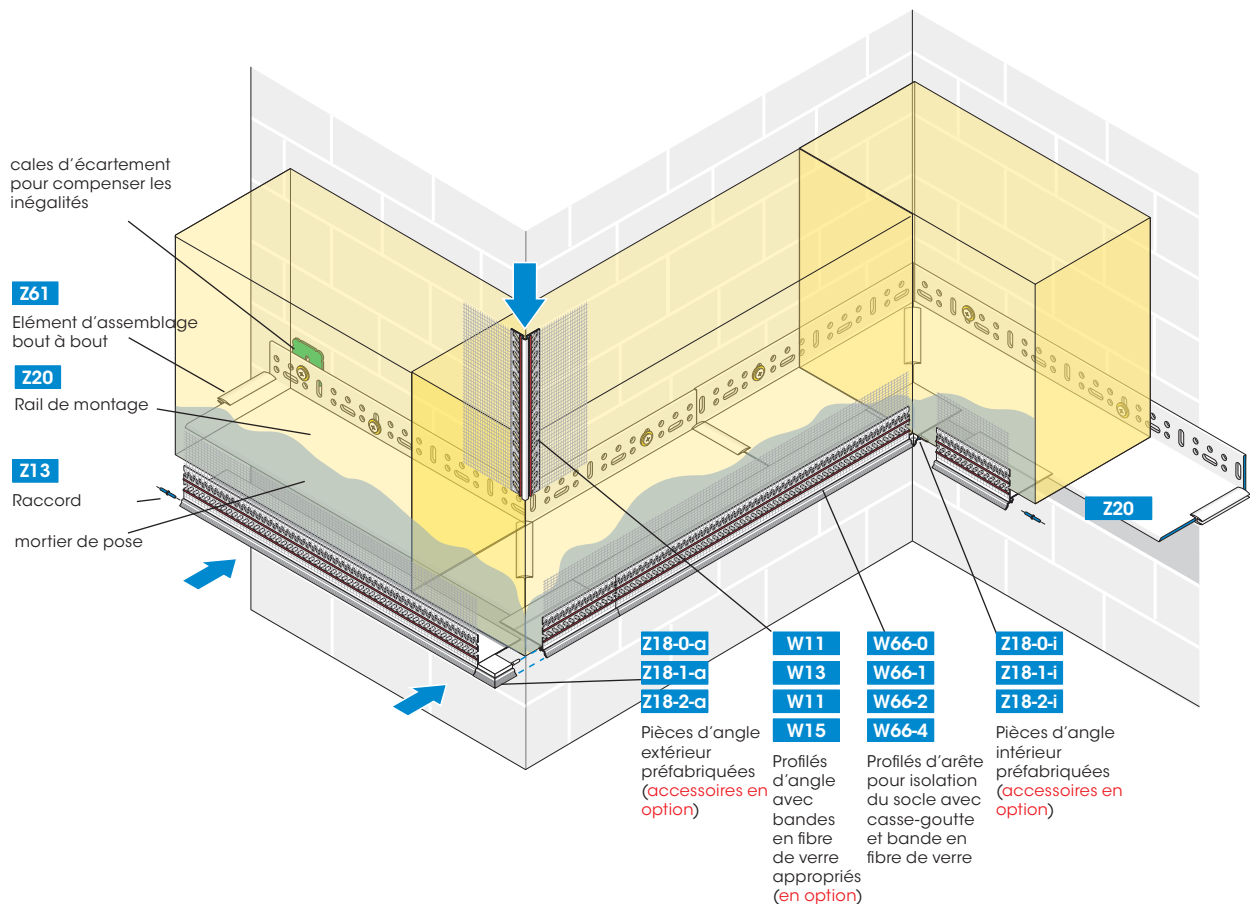 cales d'écartement
pour compenser les
inégalités
Z61
Elément d'assemblage
bout à bout
Z20
Rail de montage
Z13
Raccord
mortier de pose
Z20
Z18-0-a
Z18-1-a
Z18-2-a
Pièces d'angle
extérieur
préfabriquées
(accessoires en
option)
W11
W13
W11
W15
Profilés
d'angle
avec
bandes
en fibre
de verre
appropriés
(en option)
W66-0
W66-1
W66-2
W66-4
Profilés d'arête
pour isolation
du socle avec
casse-goutte
et bande en
fibre de verre
Z18-0-i
Z18-1-i
Z18-2-i
Pièces d'angle
intérieur
préfabriquées
(accessoires en
option)